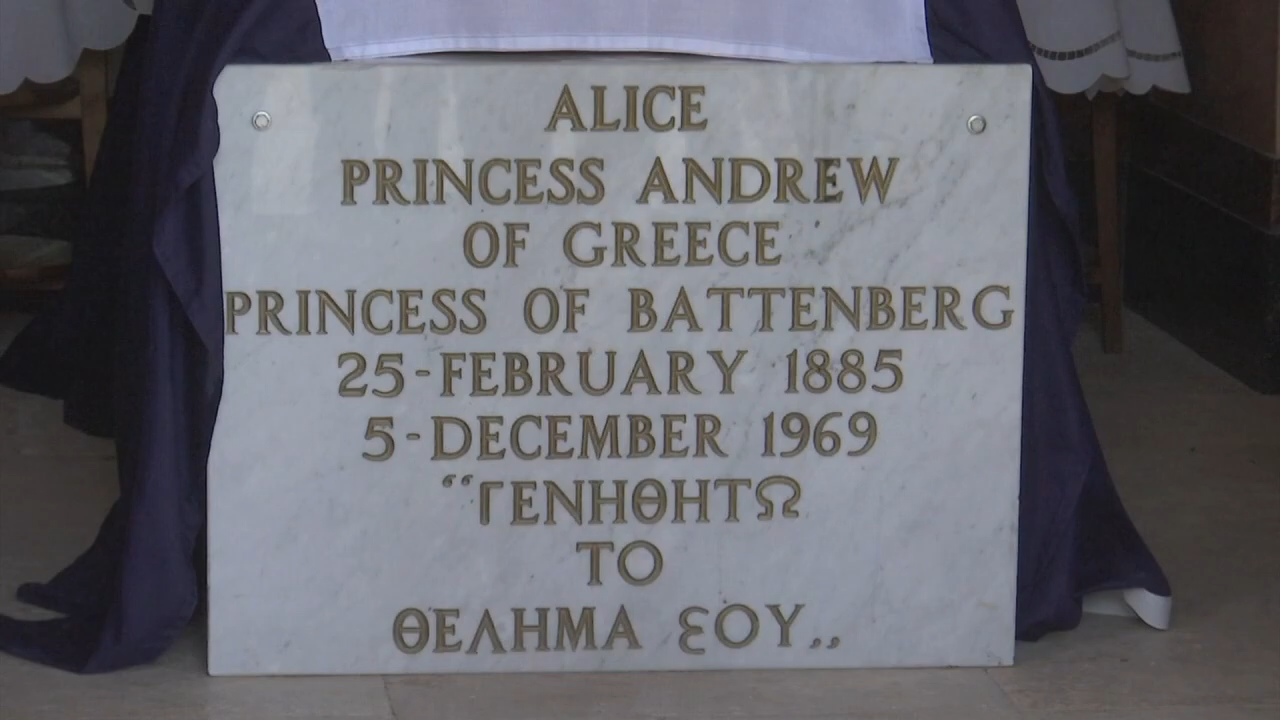 ALICE
PRINCESS ANDREW
OF GREECE
PRINCESS OF BATTENBERG
25-FEBRUARY 1885
5-DECEMBER 1969
“ΓΕΝΗΘΗΤΩ
ΤΟ
ΘΕΛΗΜΑ ΣΟΥ„